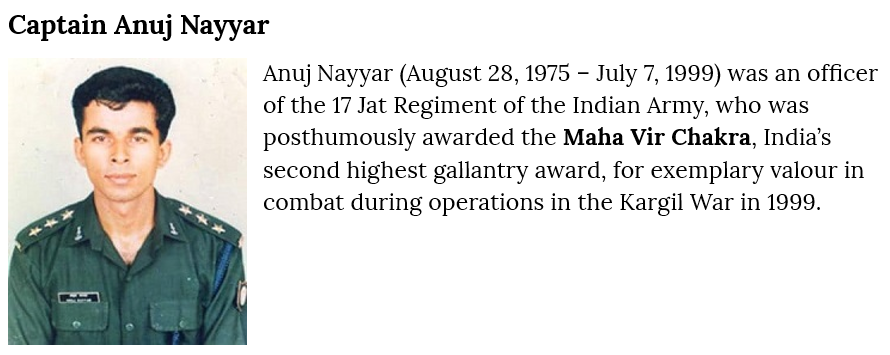 Captain Anuj Nayyar
Anuj Nayyar (August 28, 1975 – July 7, 1999) was an officer
of the 17 Jat Regiment of the Indian Army, who was
posthumously awarded the Maha Vir Chakra, India’s
second highest gallantry award, for exemplary valour in
combat during operations in the Kargil War in 1999.